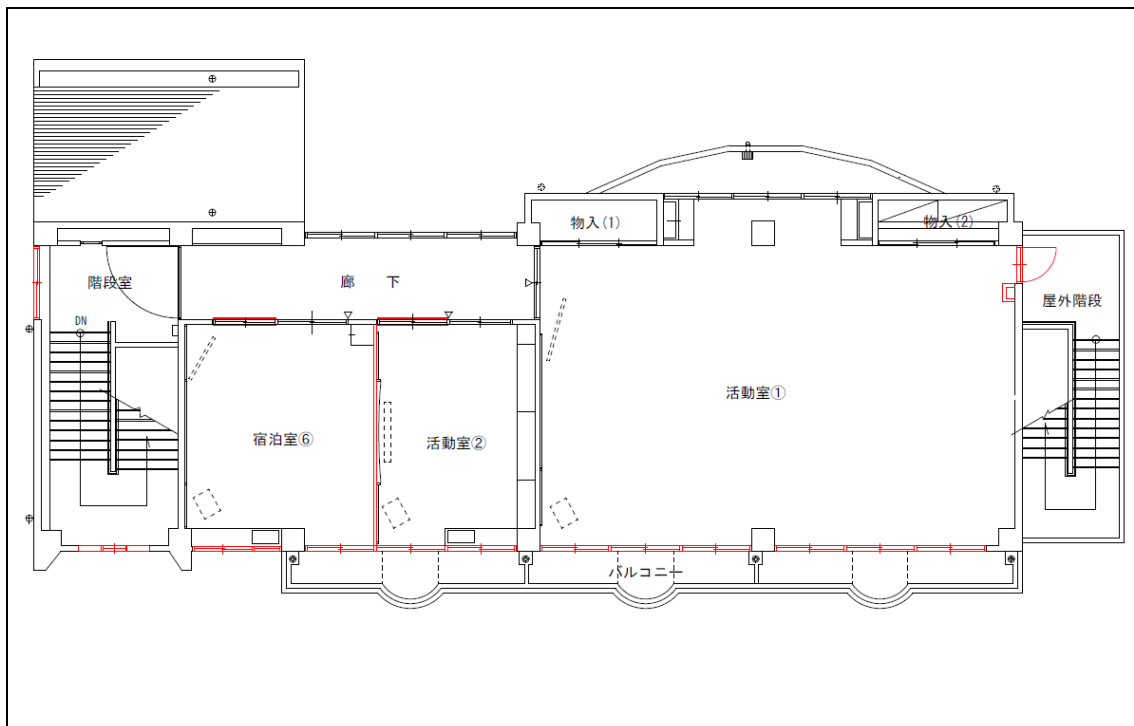 物入(1)
物入(2)
階段室
廊　下
屋外階段
DN
活動室①
宿泊室⑥
活動室②
バルコニー